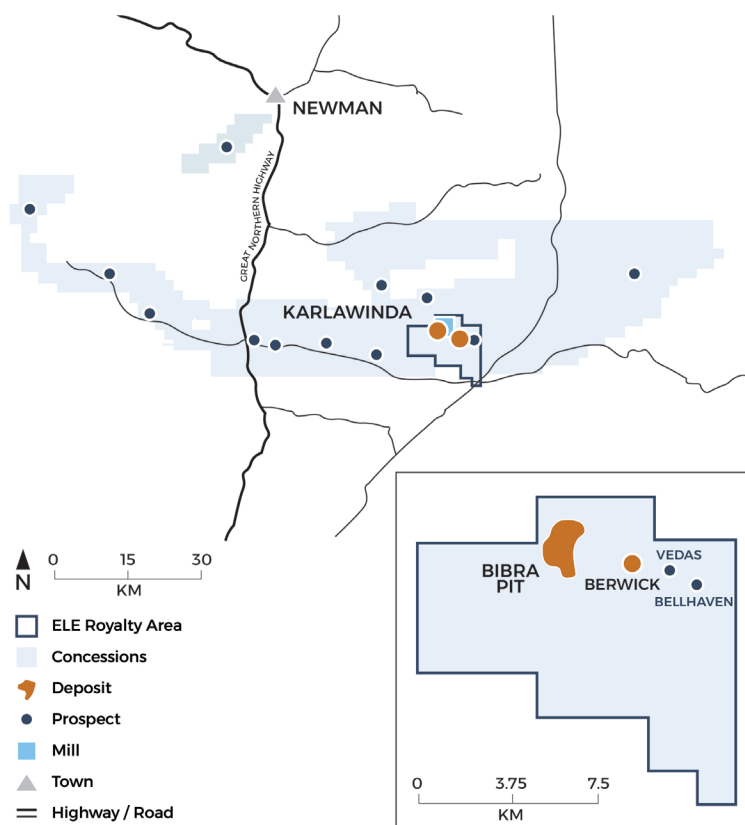 NEWMAN
GREAT NORTHERN HIGHWAY
KARLAWINDA
N
0 15 30
KM
ELE Royalty Area
Concessions
Deposit
Prospect
Mill
Town
Highway / Road
BIBRA
PIT
BERWICK
VEDAS
BELLHAVEN
0 3.75 7.5
KM